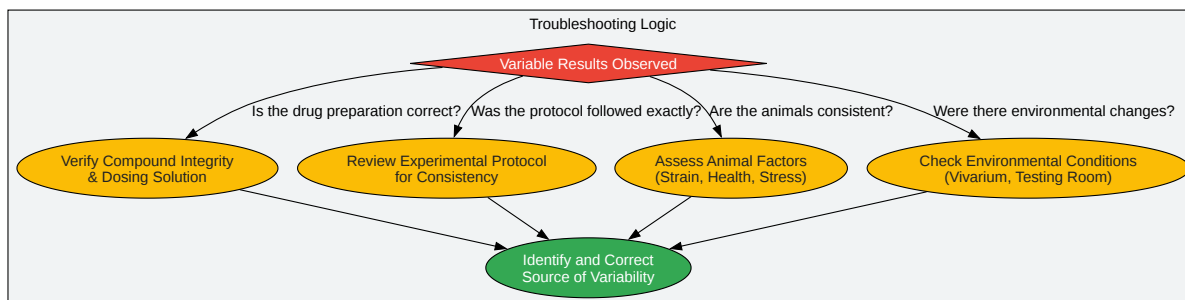 Troubleshooting Logic
Variable Results Observed
Is the drug preparation correct?
Was the protocol followed exactly?
Are the animals consistent?
Were there environmental changes?
Verify Compound Integrity
& Dosing Solution
Review Experimental Protocol
for Consistency
Assess Animal Factors
(Strain, Health, Stress)
Check Environmental Conditions
(Vivarium, Testing Room)
Identify and Correct
Source of Variability